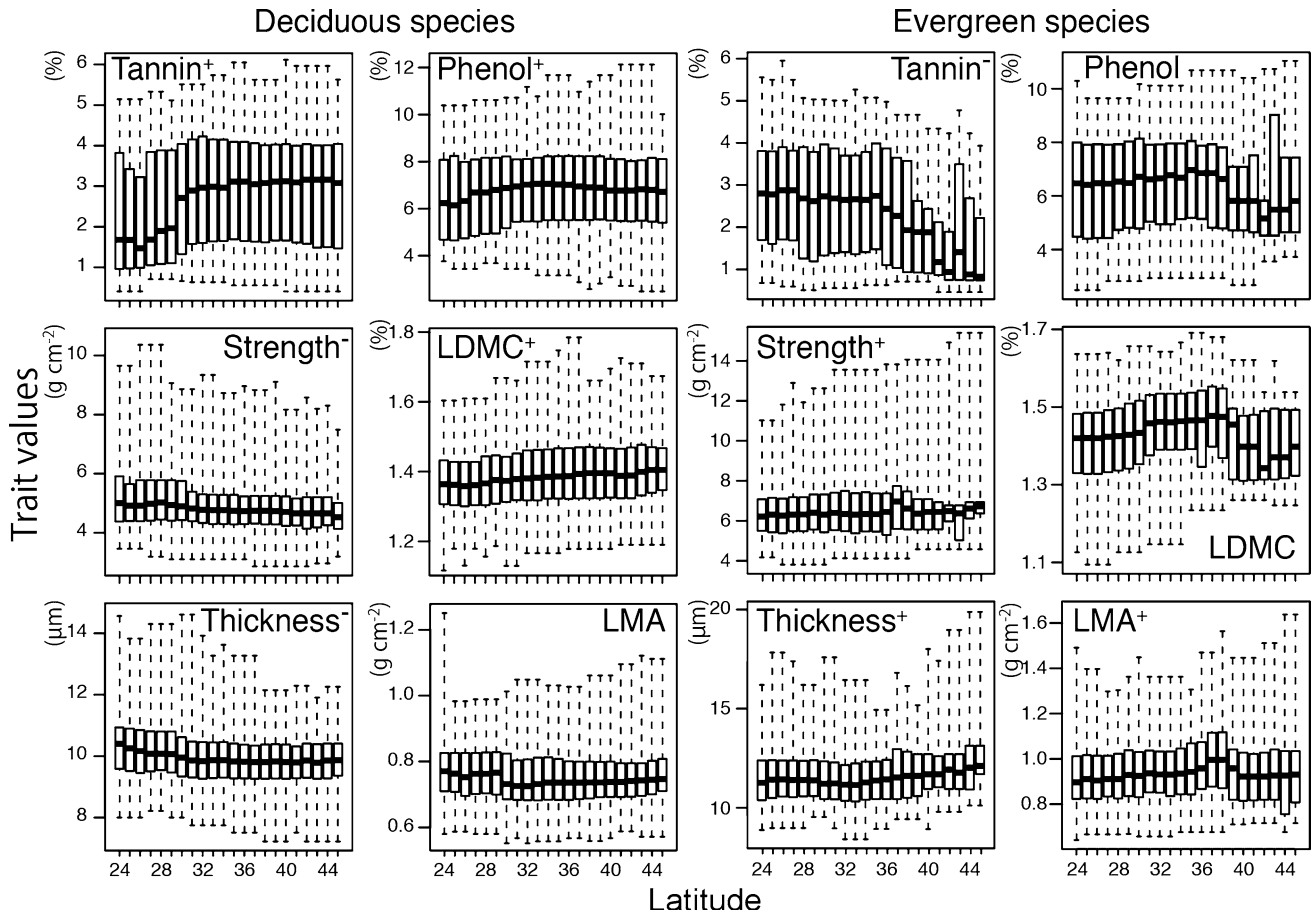 Deciduous species Evergreen species
(%) Tannin⁺ 6 5 4 3 2 1
(%) Phenol⁺ 12 10 8 6 4
(%) Tannin⁻ 6 5 4 3 2 1
(%) Phenol 10 8 6 4
Trait values
(g cm⁻²) Strength⁻ 10 8 6 4
(%) LDMC⁺ 1.8 1.6 1.4 1.2
(g cm⁻²) Strength⁺ 14 12 10 8 6 4
(%) LDMC 1.7 1.5 1.3 1.1
(µm) Thickness⁻ 14 12 10 8
(g cm⁻²) LMA 1.2 1.0 0.8 0.6
(µm) Thickness⁺ 20 15 10
(g cm⁻²) LMA⁺ 1.6 1.4 1.2 1.0 0.8
24 28 32 36 40 44 24 28 32 36 40 44 24 28 32 36 40 44 24 28 32 36 40 44
Latitude